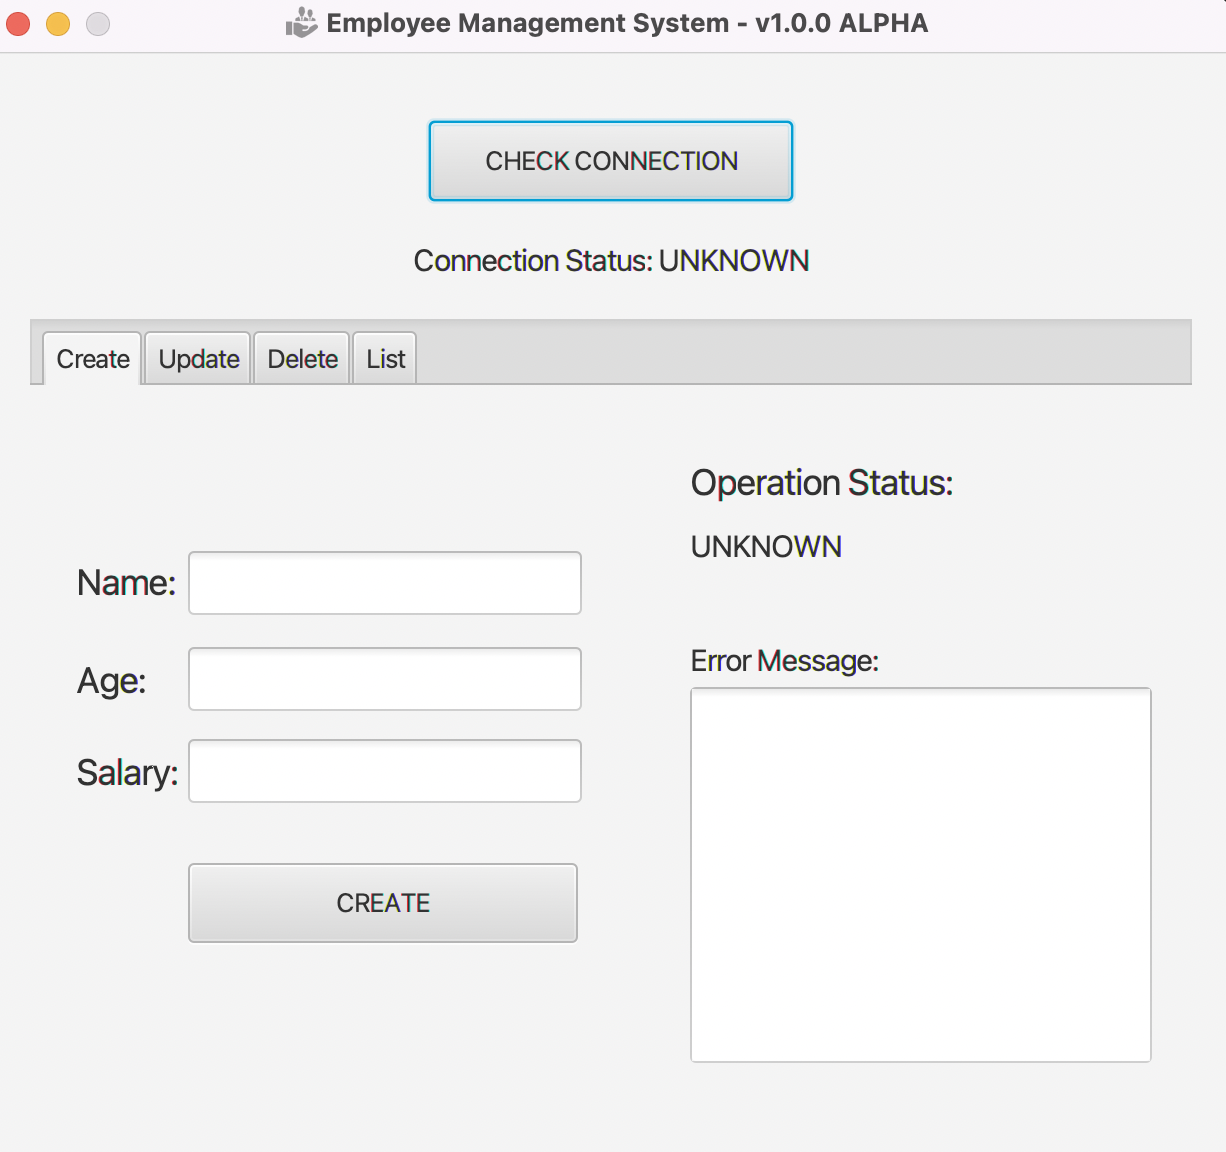 Employee Management System - v1.0.0 ALPHA
CHECK CONNECTION
Connection Status: UNKNOWN
Create Update Delete List
Name:
Age:
Salary:
CREATE
Operation Status:
UNKNOWN
Error Message: